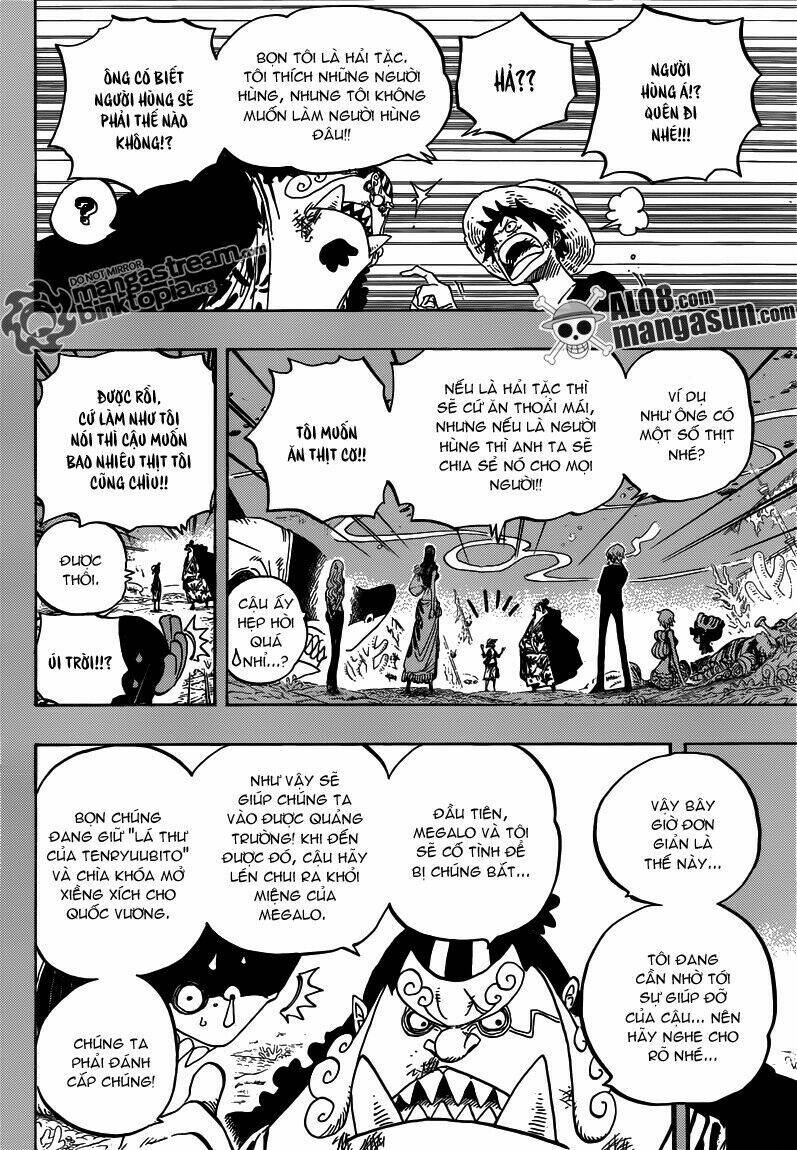 NGƯỜI
HÙNG Á!?
QUÊN ĐI
NHÉ!!!
HẢ??
BỌN TÔI LÀ HẢI TẶC.
TÔI THÍCH NHỮNG NGƯỜI
HÙNG, NHƯNG TÔI KHÔNG
MUỐN LÀM NGƯỜI HÙNG
ĐÂU!!
ÔNG CÓ BIẾT
NGƯỜI HÙNG SẼ
PHẢI THẾ NÀO
KHÔNG!?
?
DO NOT MIRROR
mangastream.com
binktopia.org
AL08.com
mangasun.com
VÍ DỤ
NHƯ ÔNG CÓ
MỘT SỐ THỊT
NHÉ?
NẾU LÀ HẢI TẶC THÌ
SẼ CỨ ĂN THOẢI MÁI,
NHƯNG NẾU LÀ NGƯỜI
HÙNG THÌ ANH TA SẼ
CHIA SẺ NÓ CHO MỌI
NGƯỜI!!
TÔI MUỐN
ĂN THỊT CƠ!!
CẬU ẤY
HẸP HÒI
QUÁ
NHỈ...?
ĐƯỢC RỒI,
CỨ LÀM NHƯ TÔI
NÓI THÌ CẬU MUỐN
BAO NHIÊU THỊT TÔI
CŨNG CHÌU!!
ĐƯỢC
THÔI.
ÚI TRỜI!!?
VẬY BÂY
GIỜ ĐƠN
GIẢN LÀ
THẾ NÀY...
TÔI ĐANG
CẦN NHỜ TỚI
SỰ GIÚP ĐỠ
CỦA CẬU... NÊN
HÃY NGHE CHO
RÕ NHÉ...
ĐẦU TIÊN,
MEGALO VÀ TÔI
SẼ CỐ TÌNH ĐỂ
BỊ CHÚNG BẮT...
NHƯ VẬY SẼ
GIÚP CHÚNG TA
VÀO ĐƯỢC QUẢNG
TRƯỜNG! KHI ĐẾN
ĐƯỢC ĐÓ, CẬU HÃY
LẺN CHUI RA KHỎI
MIỆNG CỦA
MEGALO.
BỌN CHÚNG
ĐANG GIỮ "LÁ THƯ
CỦA TENRYUUBITO"
VÀ CHÌA KHÓA MỞ
XIỀNG XÍCH CHO
QUỐC VƯƠNG.
CHÚNG TA
PHẢI ĐÁNH
CẮP CHÚNG!